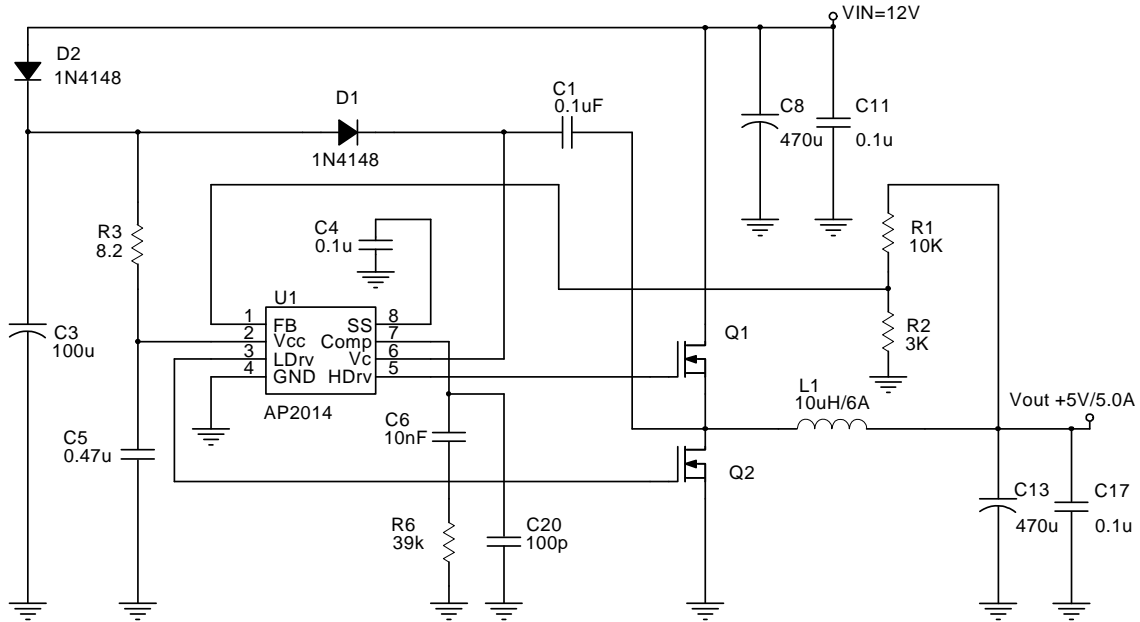 VIN=12V
D2
1N4148
D1
1N4148
C1
0.1uF
C8
470u
C11
0.1u
R3
8.2
C4
0.1u
R1
10K
U1
1 FB SS 8
2 Vcc Comp 7
3 LDrv Vc 6
4 GND HDrv 5
AP2014
C3
100u
Q1
R2
3K
L1
10uH/6A
Vout +5V/5.0A
C5
0.47u
C6
10nF
Q2
R6
39k
C20
100p
C13
470u
C17
0.1u